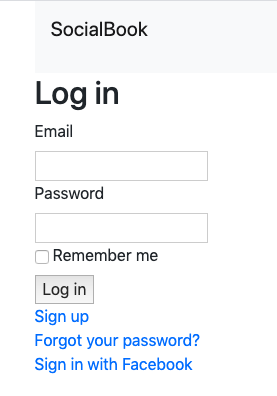 SocialBook
Log in
Email
Password
Remember me
Log in
Sign up
Forgot your password?
Sign in with Facebook